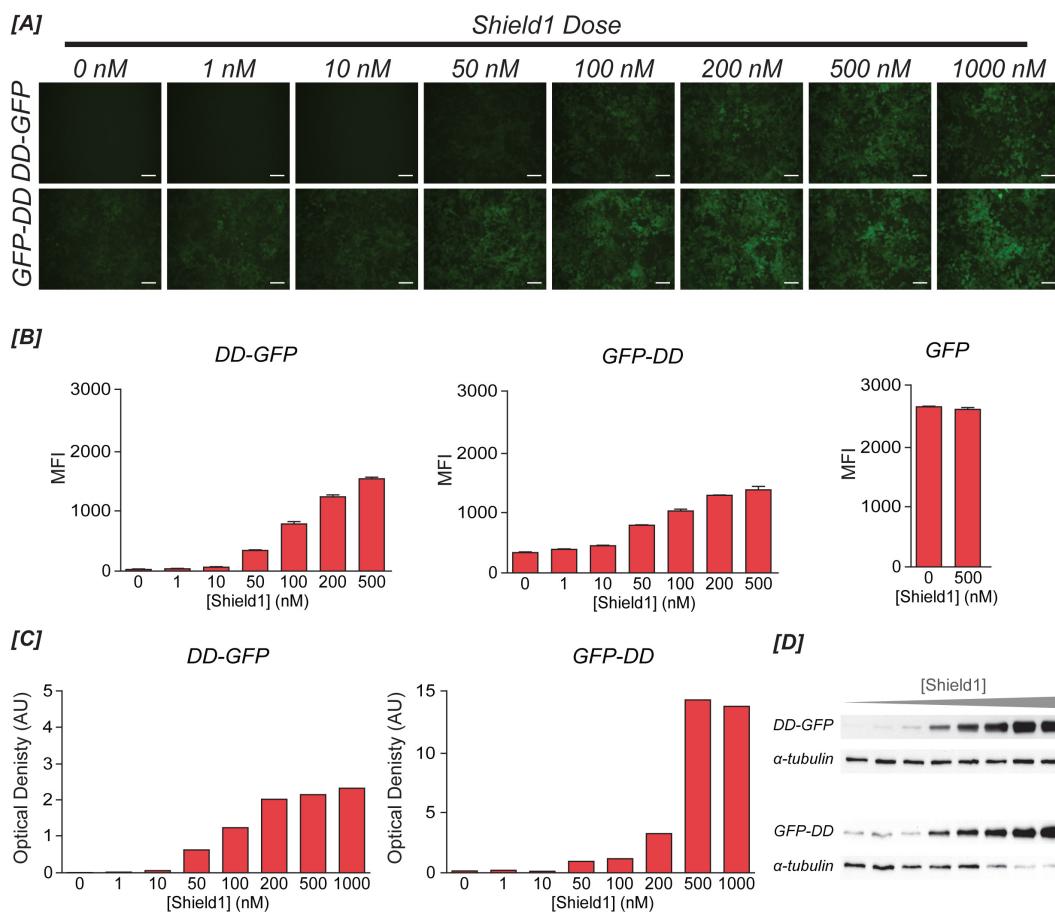 [A]
Shield1 Dose
0 nM 1 nM 10 nM 50 nM 100 nM 200 nM 500 nM 1000 nM
DD-GFP
GFP-DD
[B]
DD-GFP
3000
2000
1000
0
MFI
0 1 10 50 100 200 500
[Shield1] (nM)
GFP-DD
3000
2000
1000
0
MFI
0 1 10 50 100 200 500
[Shield1] (nM)
GFP
3000
2000
1000
0
MFI
0 500
[Shield1] (nM)
[C]
DD-GFP
5
4
3
2
1
0
Optical Denisty (AU)
0 1 10 50 100 200 500 1000
[Shield1] (nM)
GFP-DD
15
10
5
0
Optical Denisty (AU)
0 1 10 50 100 200 500 1000
[Shield1] (nM)
[D]
[Shield1]
DD-GFP
α-tubulin
GFP-DD
α-tubulin